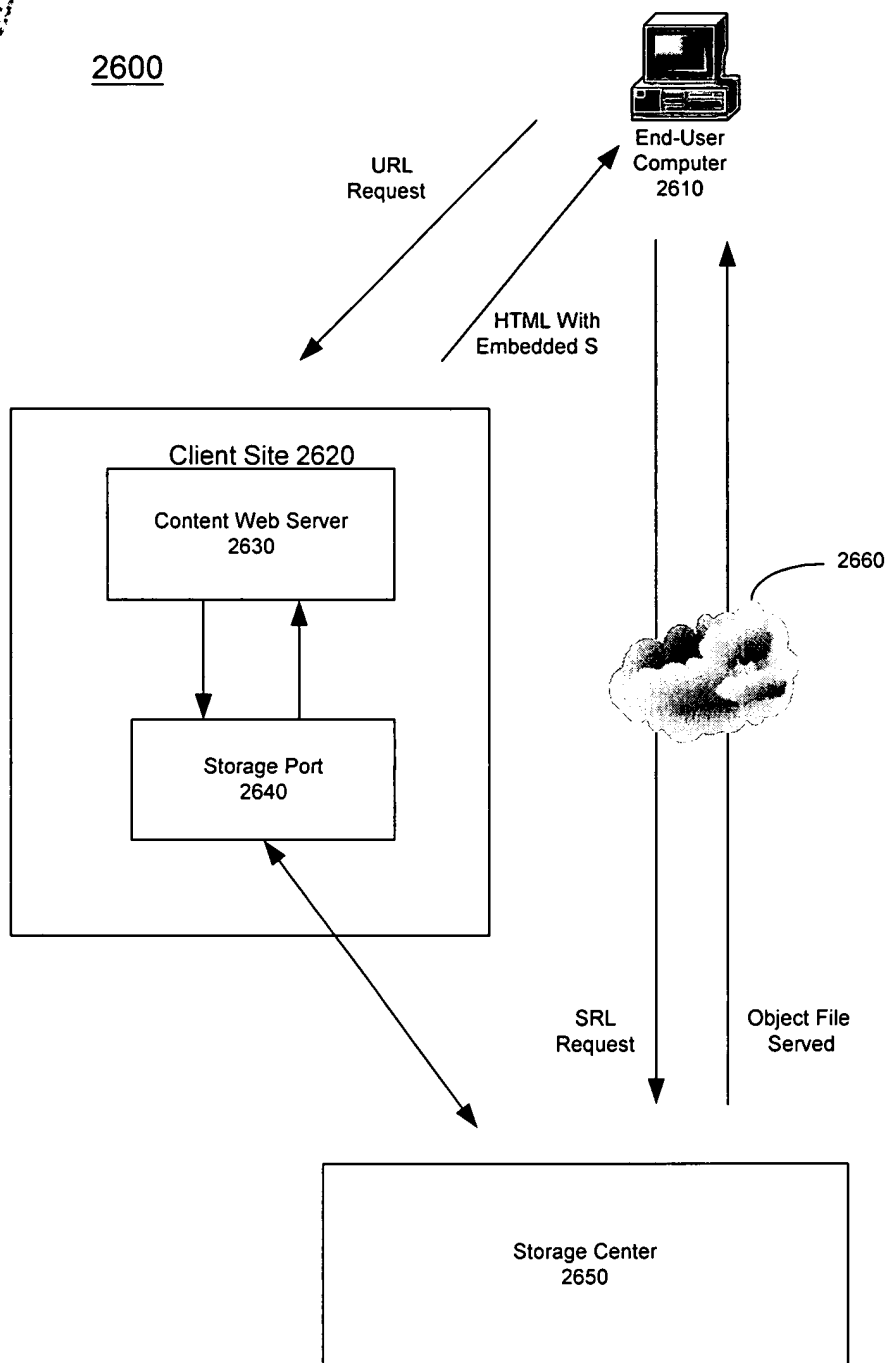 2600
End-User
Computer
2610
URL
Request
HTML With
Embedded S
Client Site 2620
Content Web Server
2630
2660
Storage Port
2640
SRL
Request
Object File
Served
Storage Center
2650